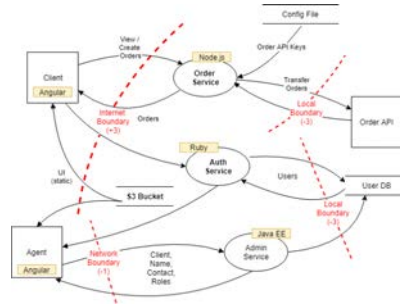 Config File
View /
Create
Orders
Node.js
Order
Service
Order API Keys
Client
Angular
Transfer
Orders
Internet
Boundary
(+3)
Orders
Local
Boundary
(-3)
Order API
Ruby
Auth
Service
UI
(static)
S3 Bucket
Users
User DB
Local
Boundary
(-3)
Agent
Angular
Network
Boundary
(-1)
Client,
Name,
Contact,
Roles
Java EE
Admin
Service